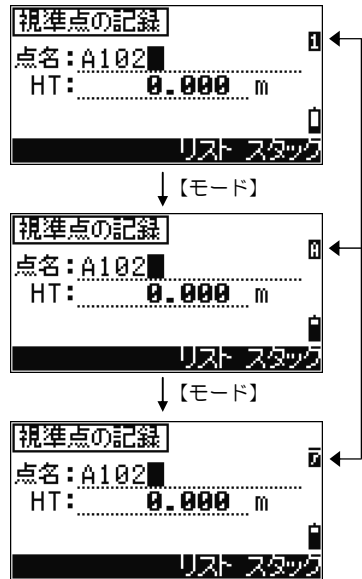 視準点の記録
1
点名:A102
HT: 0.000 m
リスト スタック
【モード】
視準点の記録
A
点名:A102
HT: 0.000 m
リスト スタック
【モード】
視準点の記録
ｱ
点名:A102
HT: 0.000 m
リスト スタック